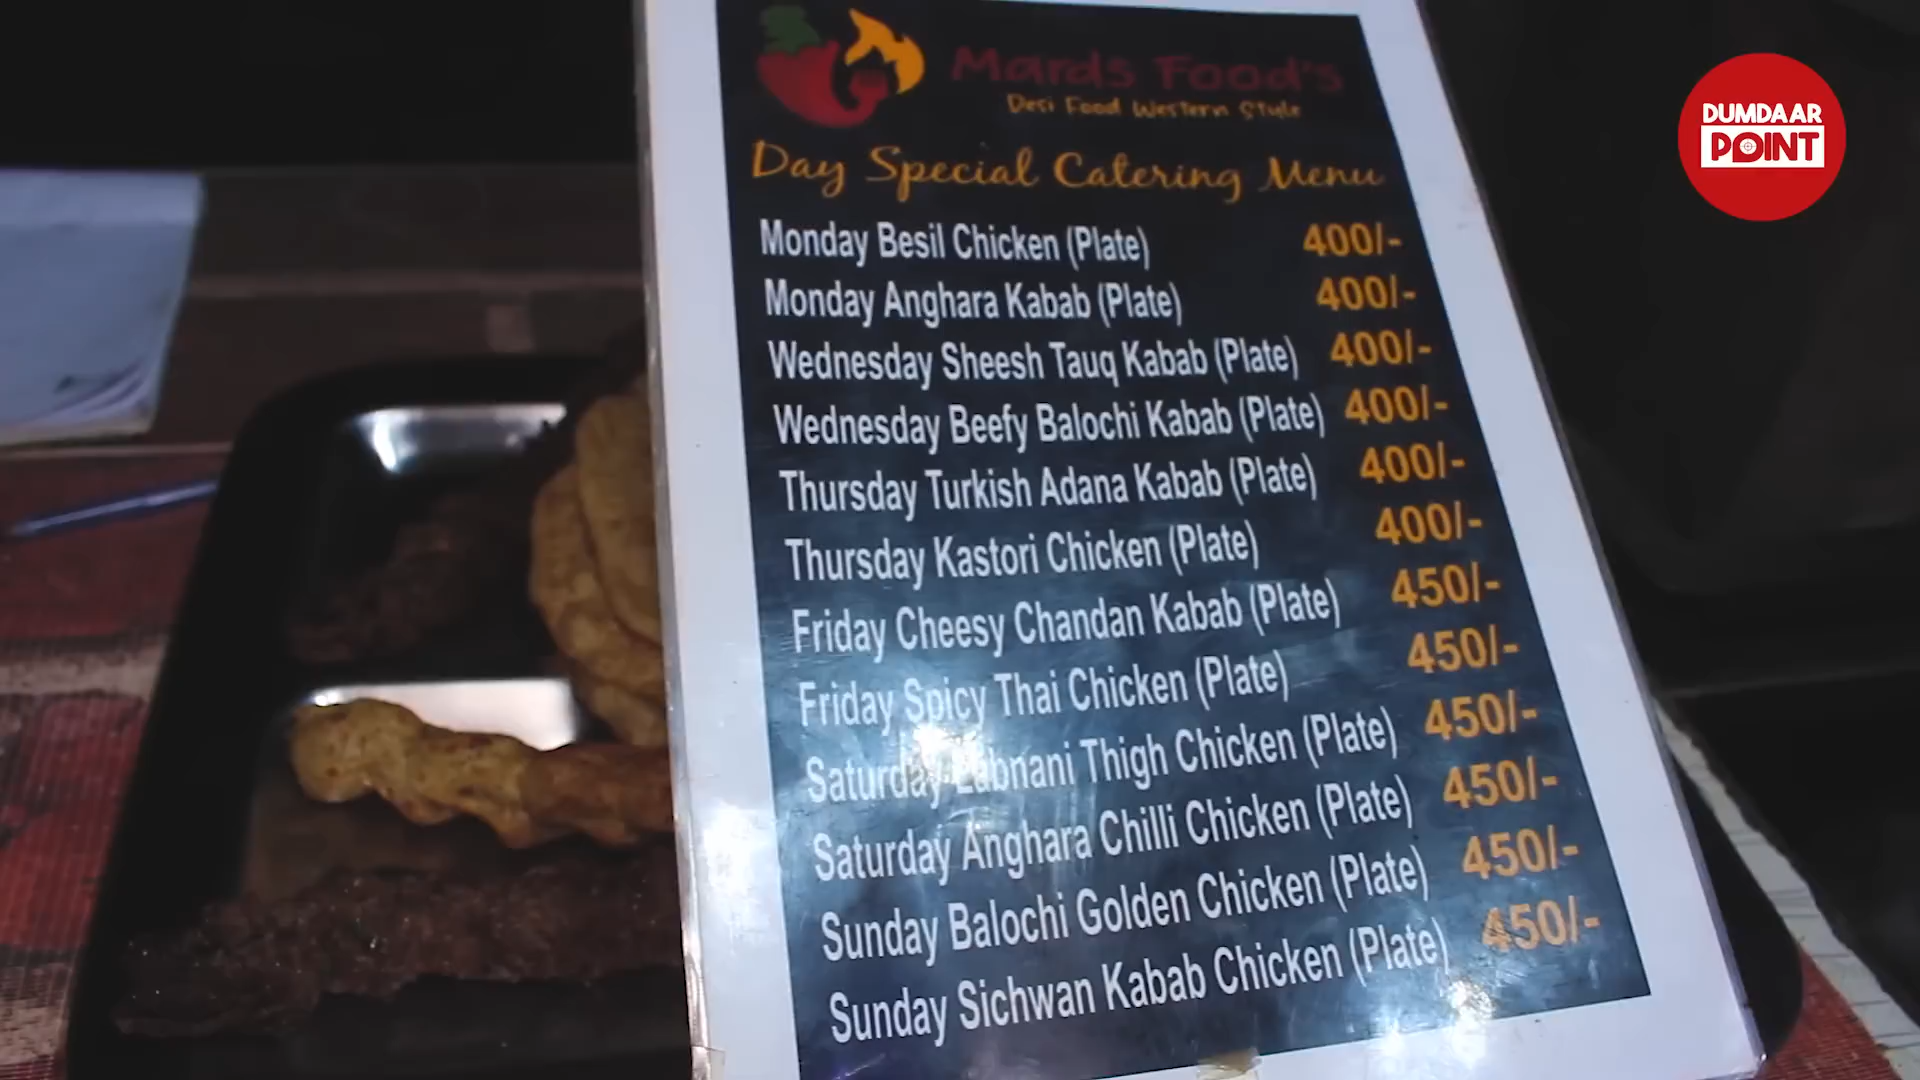 Mards Food's
Desi Food Western Style
Day Special Catering Menu
Monday Besil Chicken (Plate) 400/-
Monday Anghara Kabab (Plate) 400/-
Wednesday Sheesh Tauq Kabab (Plate) 400/-
Wednesday Beefy Balochi Kabab (Plate) 400/-
Thursday Turkish Adana Kabab (Plate) 400/-
Thursday Kastori Chicken (Plate) 400/-
Friday Cheesy Chandan Kabab (Plate) 450/-
Friday Spicy Thai Chicken (Plate) 450/-
Saturday Labnani Thigh Chicken (Plate) 450/-
Saturday Anghara Chilli Chicken (Plate) 450/-
Sunday Balochi Golden Chicken (Plate) 450/-
Sunday Sichwan Kabab Chicken (Plate) 450/-
DUMDAAR
POINT